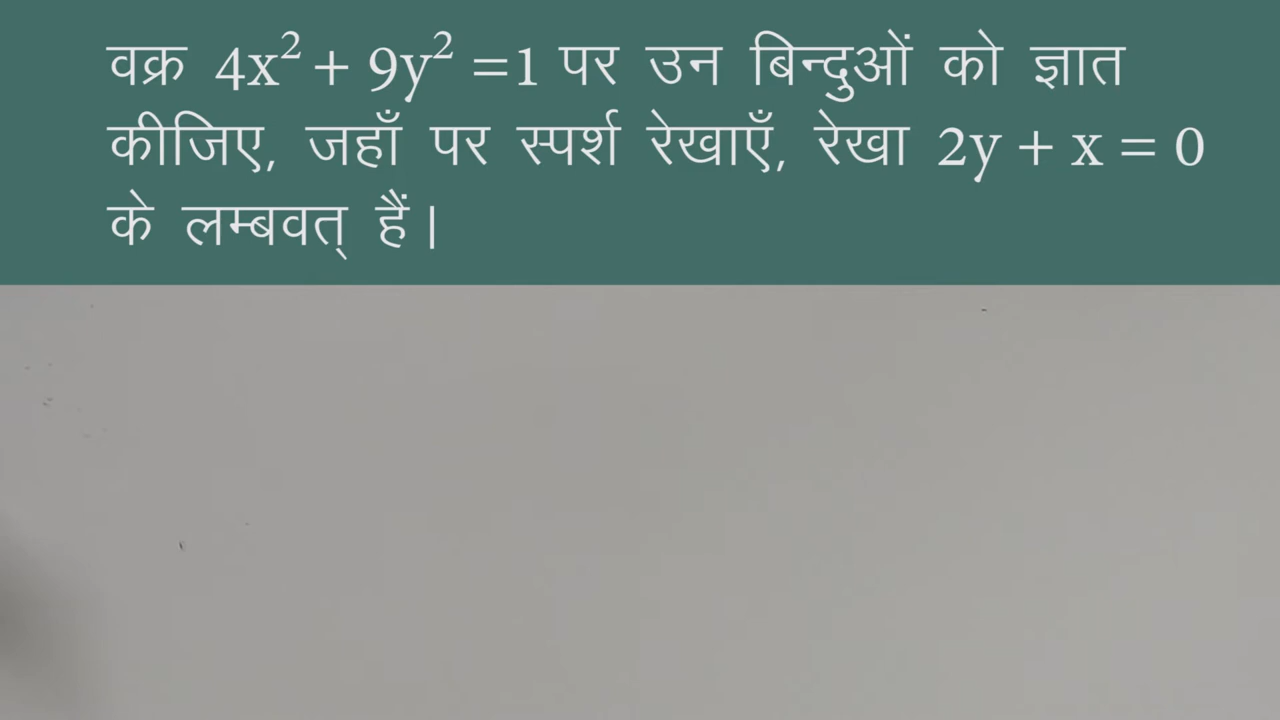 वक्र 4x² + 9y² =1 पर उन बिन्दुओं को ज्ञात
कीजिए, जहाँ पर स्पर्श रेखाएँ, रेखा 2y + x = 0
के लम्बवत् हैं।